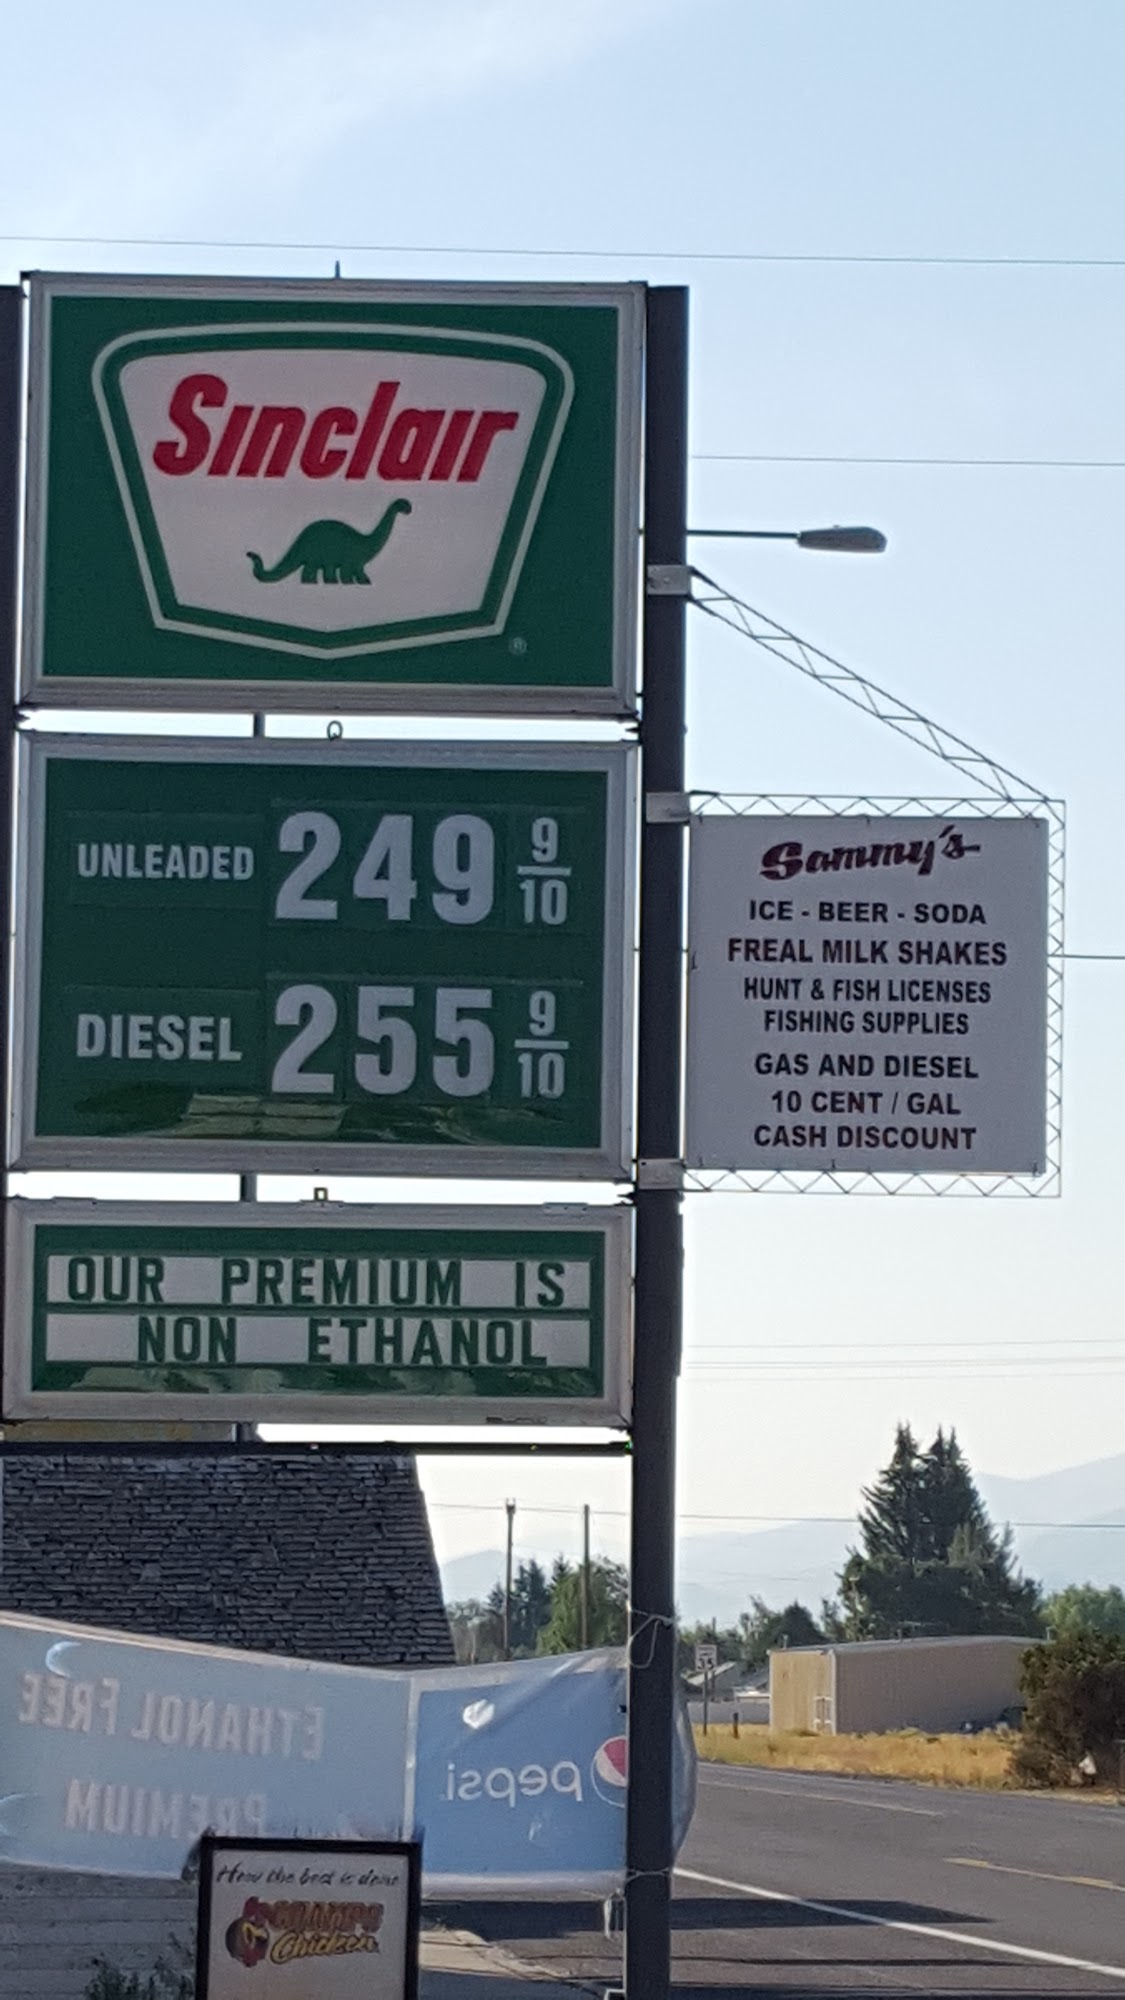 Sinclair
®
UNLEADED 249 9/10
DIESEL 255 9/10
OUR PREMIUM IS
NON ETHANOL
Sammy's
ICE - BEER - SODA
FREAL MILK SHAKES
HUNT & FISH LICENSES
FISHING SUPPLIES
GAS AND DIESEL
10 CENT / GAL
CASH DISCOUNT
ETHANOL FREE
PREMIUM
pepsi
How the best is done
Chicken